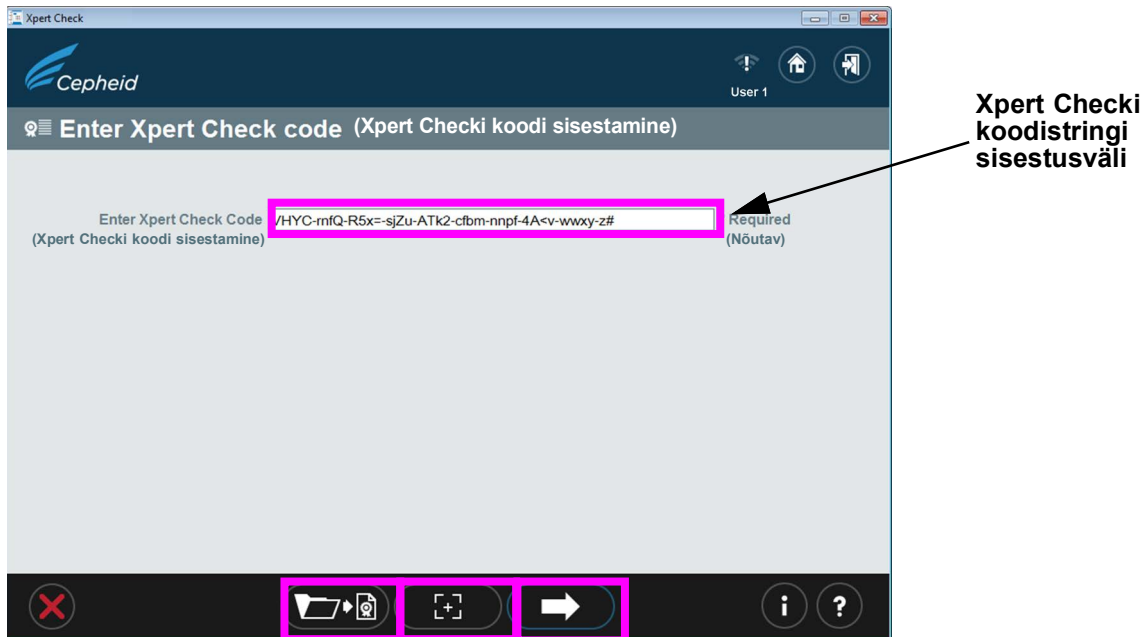 Xpert Check
Cepheid
User 1
Enter Xpert Check code (Xpert Checki koodi sisestamine)
Xpert Checki
koodistringi
sisestusväli
Enter Xpert Check Code
(Xpert Checki koodi sisestamine)
/HYC-rnfQ-R5x=-sjZu-ATk2-cfbm-nnpf-4A<v-wwxy-z#
Required
(Nõutav)
i
?